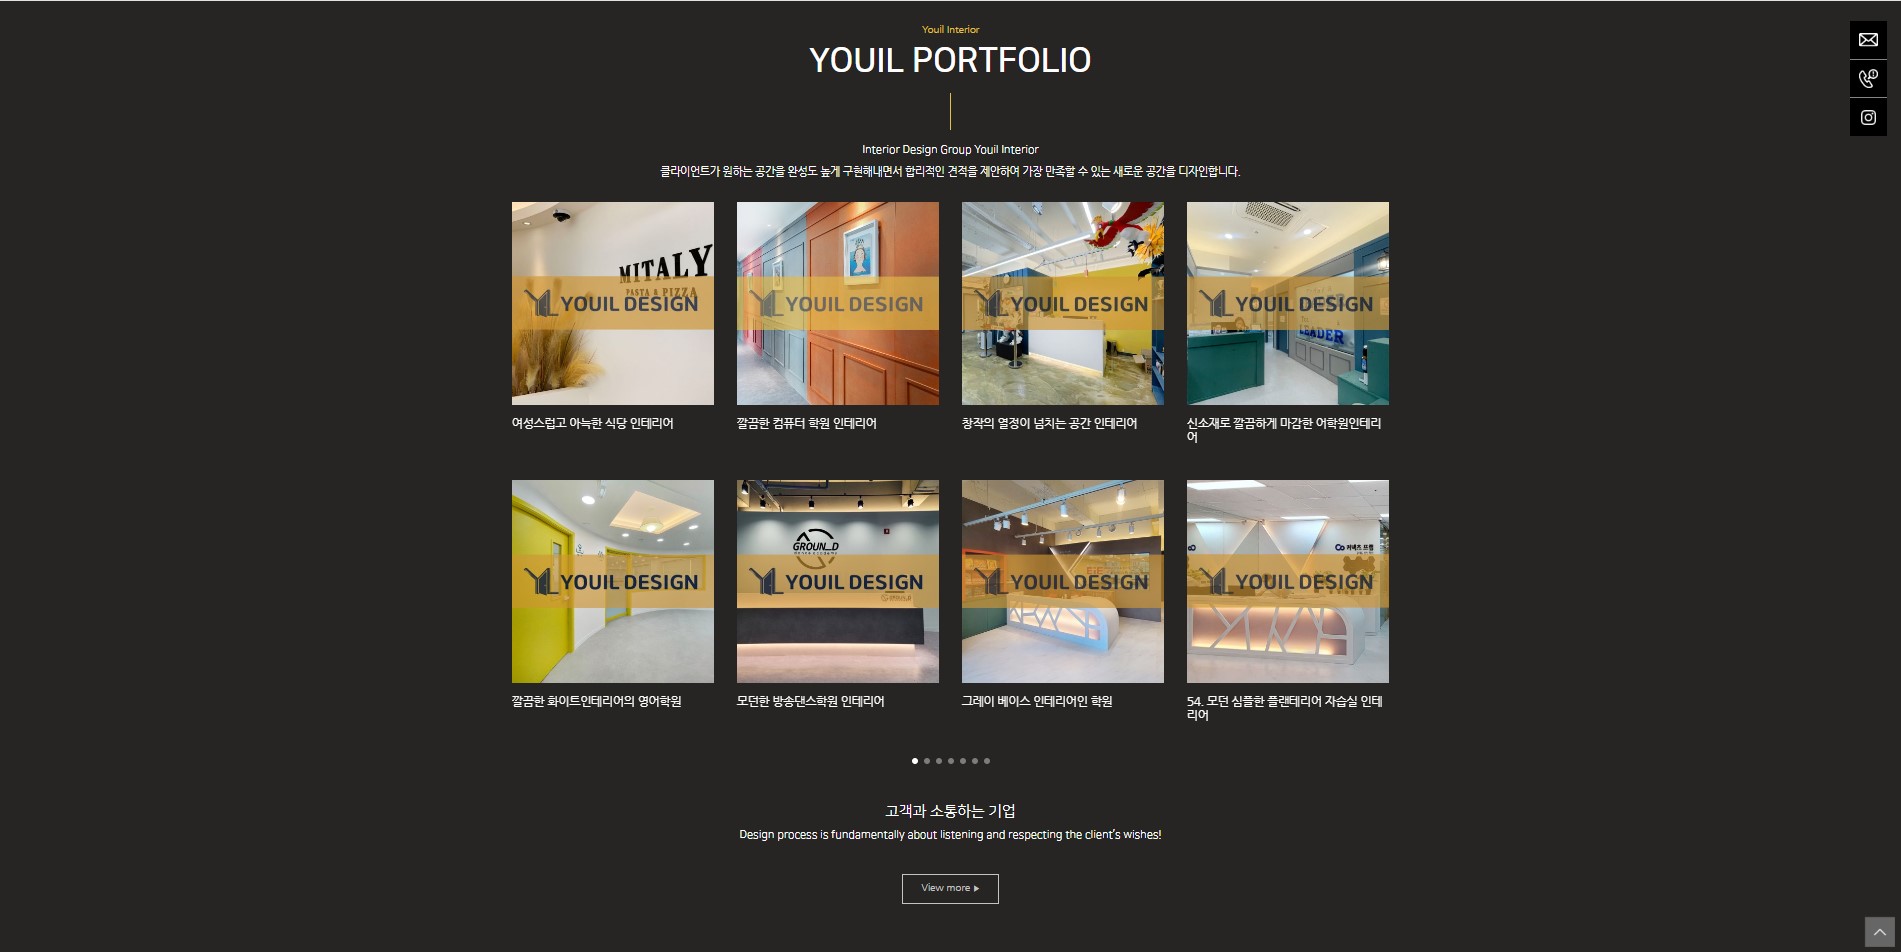 Youil Interior
YOUIL PORTFOLIO
Interior Design Group Youil Interior
클라이언트가 원하는 공간을 완성도 높게 구현해내면서 합리적인 견적을 제안하여 가장 만족할 수 있는 새로운 공간을 디자인합니다.
MITALY
PASTA & PIZZA
YOUIL DESIGN
YOUIL DESIGN
YOUIL DESIGN
YOUIL DESIGN
LEADER
여성스럽고 아늑한 식당 인테리어
깔끔한 컴퓨터 학원 인테리어
창작의 열정이 넘치는 공간 인테리어
신소재로 깔끔하게 마감한 어학원인테리
어
GROUN_D
YOUIL DESIGN
YOUIL DESIGN
YOUIL DESIGN
YOUIL DESIGN
깔끔한 화이트인테리어의 영어학원
모던한 방송댄스학원 인테리어
그레이 베이스 인테리어인 학원
54. 모던 심플한 플랜테리어 자습실 인테
리어
고객과 소통하는 기업
Design process is fundamentally about listening and respecting the client's wishes!
View more